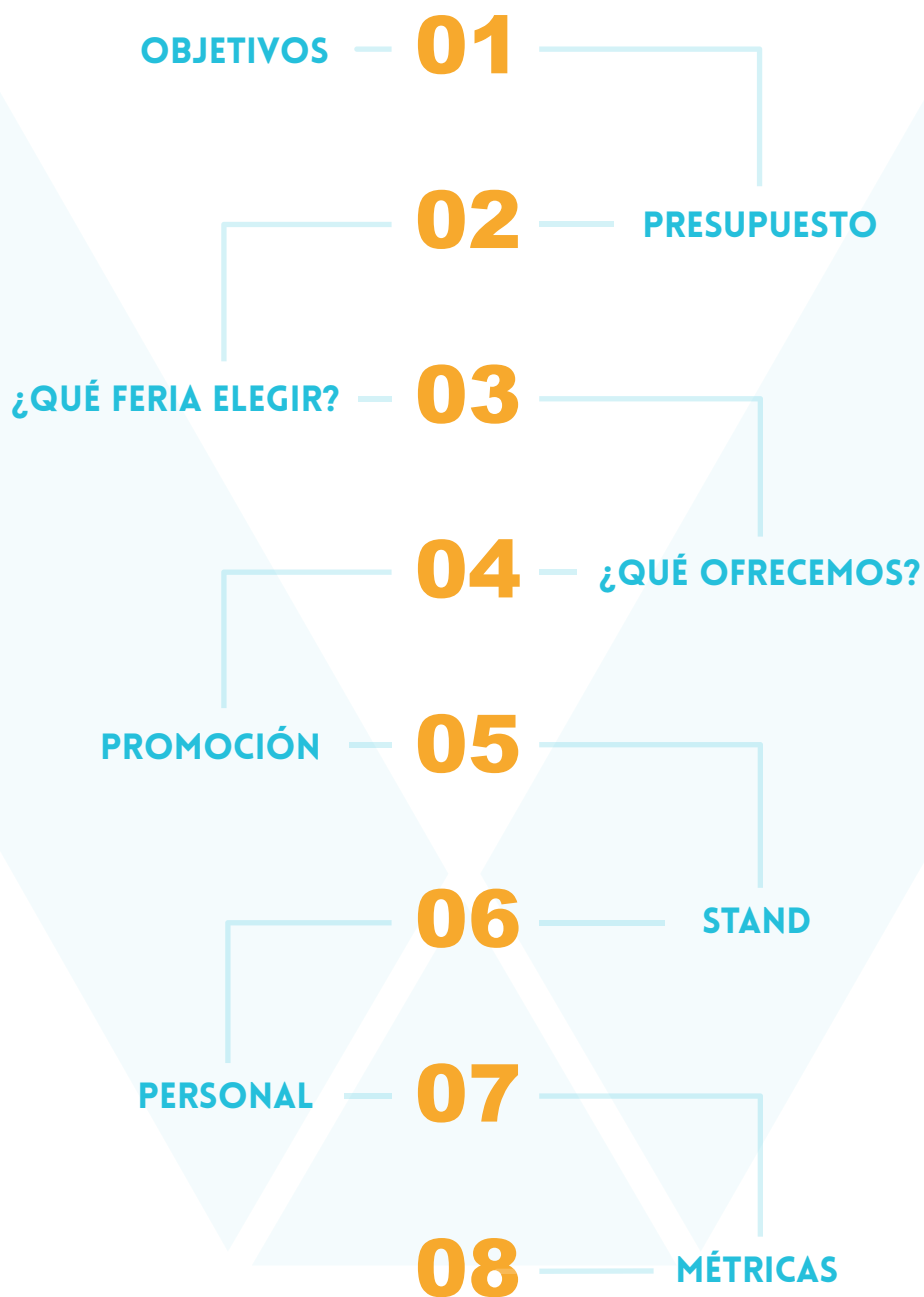 OBJETIVOS 01
02 PRESUPUESTO
¿QUÉ FERIA ELEGIR? 03
04 ¿QUÉ OFRECEMOS?
PROMOCIÓN 05
06 STAND
PERSONAL 07
08 MÉTRICAS